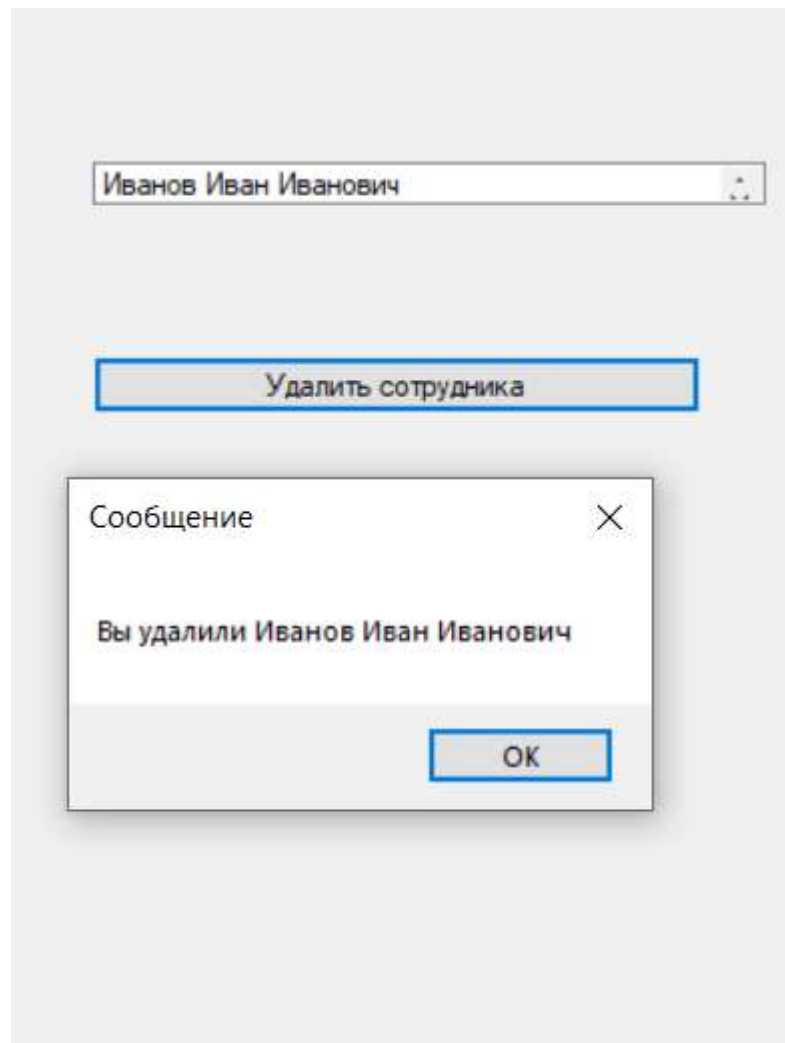 Иванов Иван Иванович
Удалить сотрудника
Сообщение
Вы удалили Иванов Иван Иванович
ОК